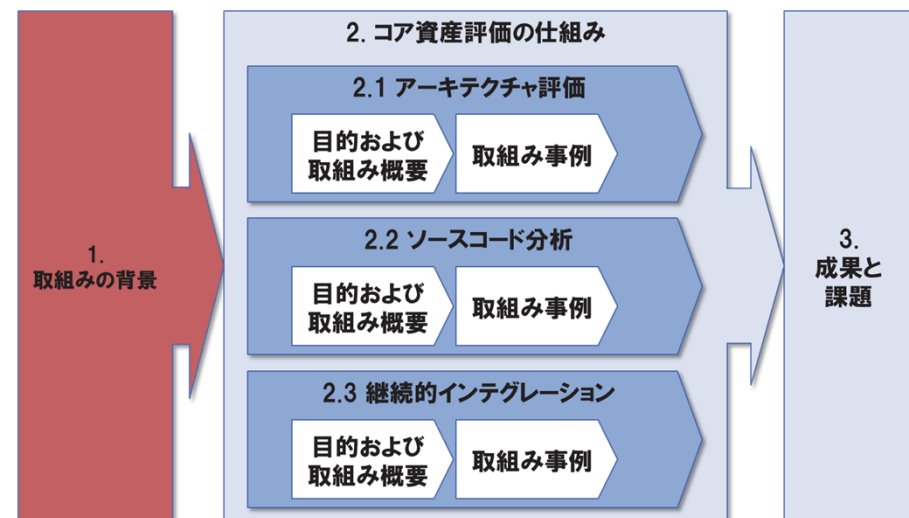 1.
取組みの背景
2. コア資産評価の仕組み
2.1 アーキテクチャ評価
目的および
取組み概要
取組み事例
2.2 ソースコード分析
目的および
取組み概要
取組み事例
2.3 継続的インテグレーション
目的および
取組み概要
取組み事例
3.
成果と
課題